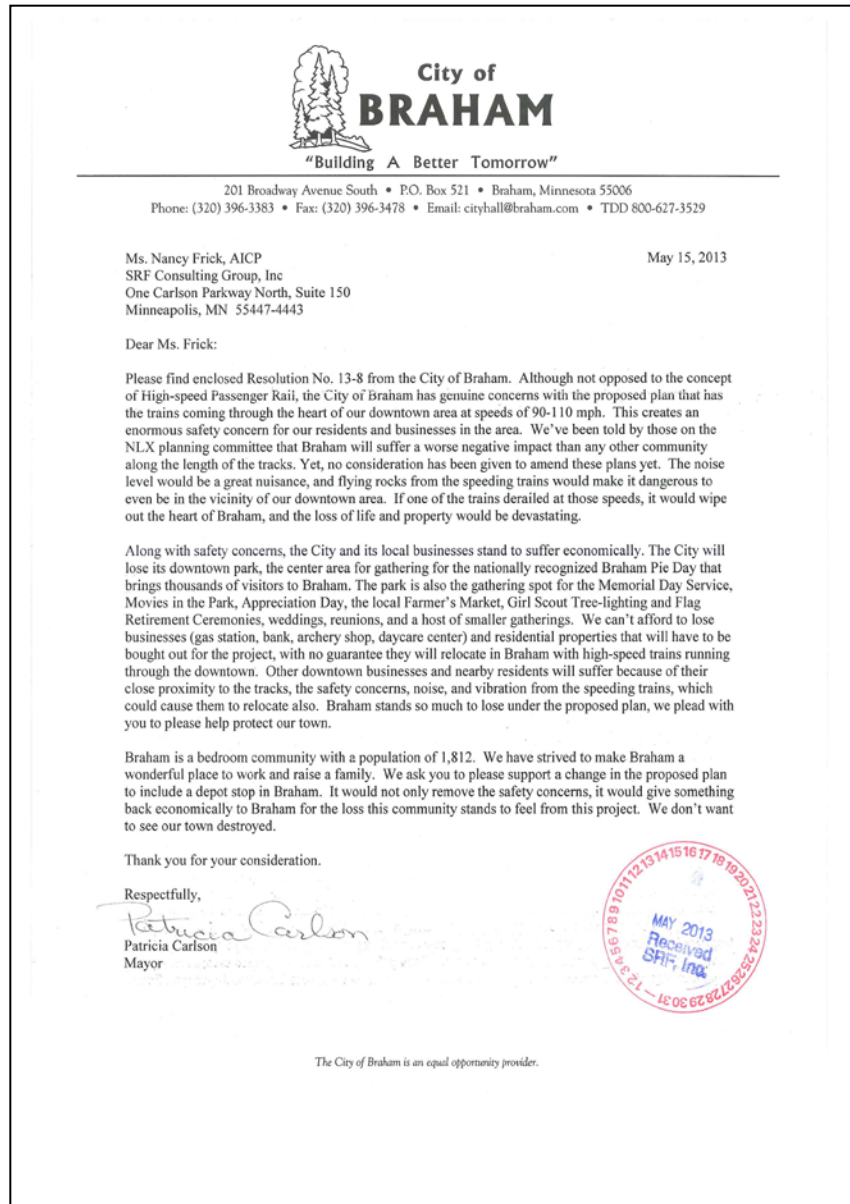 City of
BRAHAM
"Building A Better Tomorrow"
201 Broadway Avenue South • P.O. Box 521 • Braham, Minnesota 55006
Phone: (320) 396-3383 • Fax: (320) 396-3478 • Email: cityhall@braham.com • TDD 800-627-3529
Ms. Nancy Frick, AICP May 15, 2013
SRF Consulting Group, Inc
One Carlson Parkway North, Suite 150
Minneapolis, MN 55447-4443
Dear Ms. Frick:
Please find enclosed Resolution No. 13-8 from the City of Braham. Although not opposed to the concept
of High-speed Passenger Rail, the City of Braham has genuine concerns with the proposed plan that has
the trains coming through the heart of our downtown area at speeds of 90-110 mph. This creates an
enormous safety concern for our residents and businesses in the area. We've been told by those on the
NLX planning committee that Braham will suffer a worse negative impact than any other community
along the length of the tracks. Yet, no consideration has been given to amend these plans yet. The noise
level would be a great nuisance, and flying rocks from the speeding trains would make it dangerous to
even be in the vicinity of our downtown area. If one of the trains derailed at those speeds, it would wipe
out the heart of Braham, and the loss of life and property would be devastating.
Along with safety concerns, the City and its local businesses stand to suffer economically. The City will
lose its downtown park, the center area for gathering for the nationally recognized Braham Pie Day that
brings thousands of visitors to Braham. The park is also the gathering spot for the Memorial Day Service,
Movies in the Park, Appreciation Day, the local Farmer's Market, Girl Scout Tree-lighting and Flag
Retirement Ceremonies, weddings, reunions, and a host of smaller gatherings. We can't afford to lose
businesses (gas station, bank, archery shop, daycare center) and residential properties that will have to be
bought out for the project, with no guarantee they will relocate in Braham with high-speed trains running
through the downtown. Other downtown businesses and nearby residents will suffer because of their
close proximity to the tracks, the safety concerns, noise, and vibration from the speeding trains, which
could cause them to relocate also. Braham stands so much to lose under the proposed plan, we plead with
you to please help protect our town.
Braham is a bedroom community with a population of 1,812. We have strived to make Braham a
wonderful place to work and raise a family. We ask you to please support a change in the proposed plan
to include a depot stop in Braham. It would not only remove the safety concerns, it would give something
back economically to Braham for the loss this community stands to feel from this project. We don't want
to see our town destroyed.
Thank you for your consideration.
Respectfully,
Patricia Carlson
Patricia Carlson
Mayor
12345678910111213141516171819202122232425262728293031
MAY 2013
Received
SRF, Inc.
The City of Braham is an equal opportunity provider.